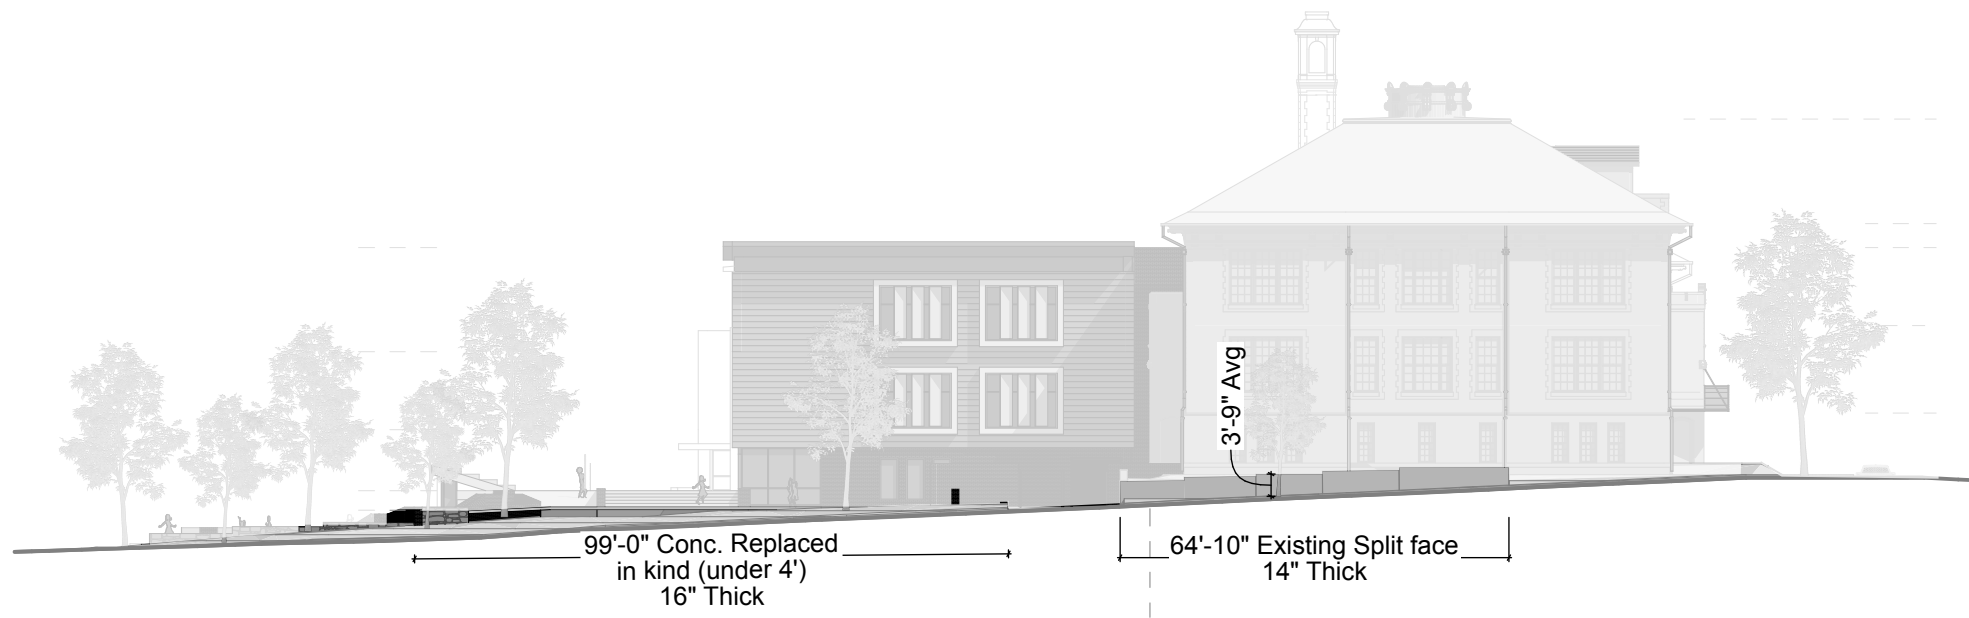 3'-9" Avg
99'-0" Conc. Replaced
in kind (under 4')
16" Thick
64'-10" Existing Split face
14" Thick